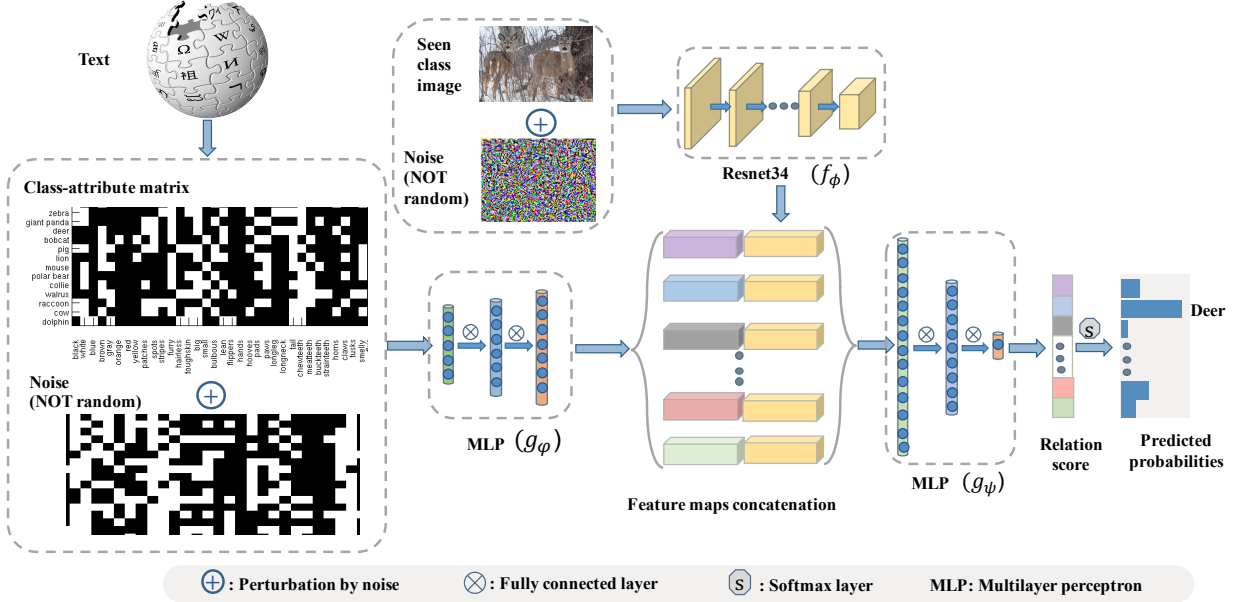 Text
Seen
class
image
Noise
(NOT
random)
Resnet34
(fϕ)
Class-attribute matrix
zebra
giant panda
deer
bobcat
pig
lion
mouse
polar bear
collie
walrus
raccoon
cow
dolphin
black
white
blue
brown
gray
orange
red
yellow
patches
spots
stripes
furry
hairless
toughskin
big
small
bulbous
lean
flippers
hands
hooves
pads
paws
longleg
longneck
tail
chewteeth
meatteeth
buckteeth
strainteeth
horns
claws
tusks
smelly
Noise
(NOT random)
MLP (gφ)
Feature maps concatenation
MLP (gψ)
S
Deer
Relation
score
Predicted
probabilities
: Perturbation by noise
: Fully connected layer
S : Softmax layer
MLP: Multilayer perceptron